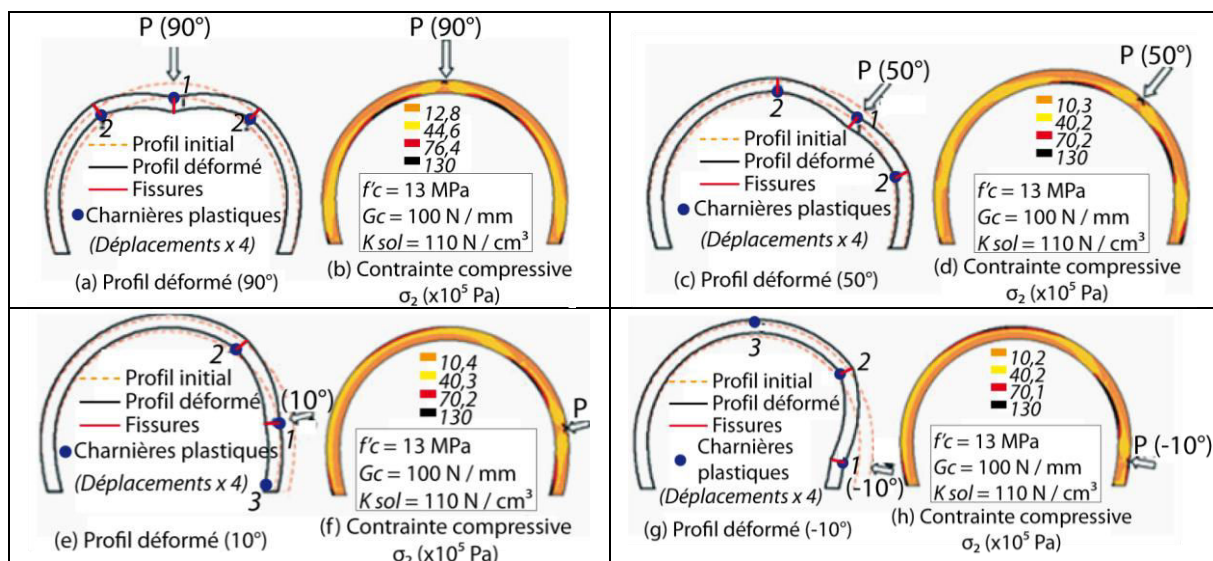 P (90°)
1
2
2
Profil initial
Profil déformé
Fissures
Charnières plastiques
(Déplacements x 4)
(a) Profil déformé (90°)
P (90°)
12,8
44,6
76,4
130
f'c = 13 MPa
Gc = 100 N / mm
K sol = 110 N / cm³
(b) Contrainte compressive
σ₂ (x10⁵ Pa)
P (50°)
2
1
2
Profil initial
Profil déformé
Fissures
Charnières plastiques
(Déplacements x 4)
(c) Profil déformé (50°)
P (50°)
10,3
40,2
70,2
130
f'c = 13 MPa
Gc = 100 N / mm
K sol = 110 N / cm³
(d) Contrainte compressive
σ₂ (x10⁵ Pa)
2
Profil initial
(10°)
Profil déformé
Fissures
1
Charnières plastiques
(Déplacements x 4)
3
(e) Profil déformé (10°)
10,4
40,3
70,2
130
P
f'c = 13 MPa
Gc = 100 N / mm
K sol = 110 N / cm³
(f) Contrainte compressive
σ₂ (x10⁵ Pa)
3
2
Profil initial
Profil déformé
Fissures
Charnières
plastiques
1
(-10°)
(Déplacements x 4)
(g) Profil déformé (-10°)
10,2
40,2
70,1
130
P (-10°)
f'c = 13 MPa
Gc = 100 N / mm
K sol = 110 N / cm³
(h) Contrainte compressive
σ₂ (x10⁵ Pa)